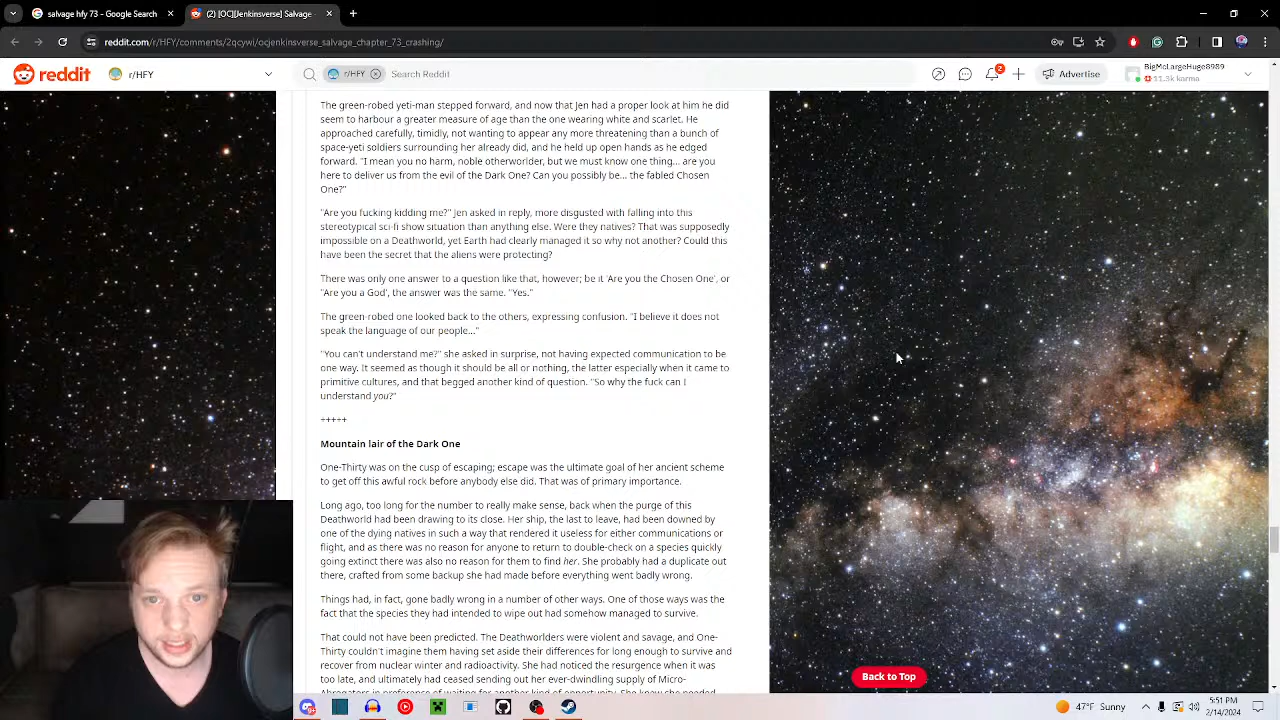 salvage hfy 73 - Google Search
(2) [OC][Jenkinsverse] Salvage
reddit.com/r/HFY/comments/2qcywi/ocjenkinsverse_salvage_chapter_73_crashing/
reddit
r/HFY
r/HFY
Search Reddit
2
Advertise
BigMcLargeHuge8989
11.3k karma
The green-robed yeti-man stepped forward, and now that Jen had a proper look at him he did
seem to harbour a greater measure of age than the one wearing white and scarlet. He
approached carefully, timidly, not wanting to appear any more threatening than a bunch of
space-yeti soldiers surrounding her already did, and he held up open hands as he edged
forward. "I mean you no harm, noble otherworlder, but we must know one thing... are you
here to deliver us from the evil of the Dark One? Can you possibly be... the fabled Chosen
One?"
"Are you fucking kidding me?" Jen asked in reply, more disgusted with falling into this
stereotypical sci-fi show situation than anything else. Were they natives? That was supposedly
impossible on a Deathworld, yet Earth had clearly managed it so why not another? Could this
have been the secret that the aliens were protecting?
There was only one answer to a question like that, however; be it 'Are you the Chosen One', or
'Are you a God', the answer was the same. "Yes."
The green-robed one looked back to the others, expressing confusion. "I believe it does not
speak the language of our people..."
"You can't understand me?" she asked in surprise, not having expected communication to be
one way. It seemed as though it should be all or nothing, the latter especially when it came to
primitive cultures, and that begged another kind of question. "So why the fuck can I
understand you?"
+++++
Mountain lair of the Dark One
One-Thirty was on the cusp of escaping; escape was the ultimate goal of her ancient scheme
to get off this awful rock before anybody else did. That was of primary importance.
Long ago, too long for the number to really make sense, back when the purge of this
Deathworld had been drawing to its close. Her ship, the last to leave, had been downed by
one of the dying natives in such a way that rendered it useless for either communications or
flight, and as there was no reason for anyone to return to double-check on a species quickly
going extinct there was also no reason for them to find her. She probably had a duplicate out
there, crafted from some backup she had made before everything went badly wrong.
Things had, in fact, gone badly wrong in a number of other ways. One of those ways was the
fact that the species they had intended to wipe out had somehow managed to survive.
That could not have been predicted. The Deathworlders were violent and savage, and One-
Thirty couldn't imagine them having set aside their differences for long enough to survive and
recover from nuclear winter and radioactivity. She had noticed the resurgence when it was
too late, and ultimately had ceased sending out her ever-dwindling supply of Micro-
Back to Top
47°F Sunny
5:51 PM
2/14/2024